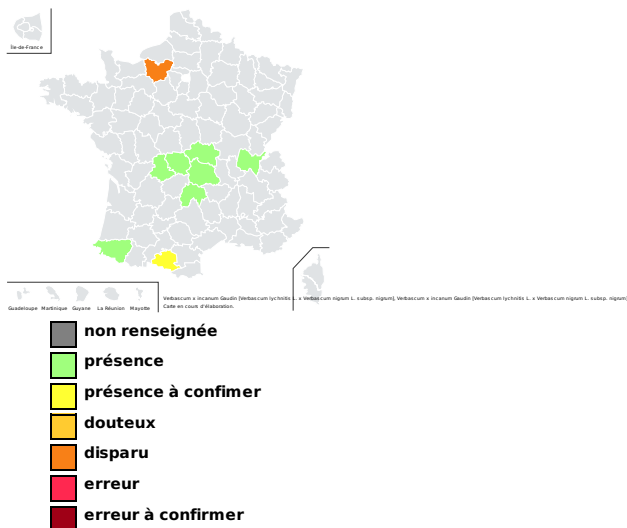 Île-de-France
Guadeloupe Martinique Guyane La Réunion Mayotte
Verbascum x incanum Gaudin [Verbascum lychnitis L. x Verbascum nigrum L. subsp. nigrum], Verbascum x incanum Gaudin [Verbascum lychnitis L. x Verbascum nigrum L. subsp. nigrum]
Carte en cours d'élaboration.
non renseignée
présence
présence à confimer
douteux
disparu
erreur
erreur à confirmer